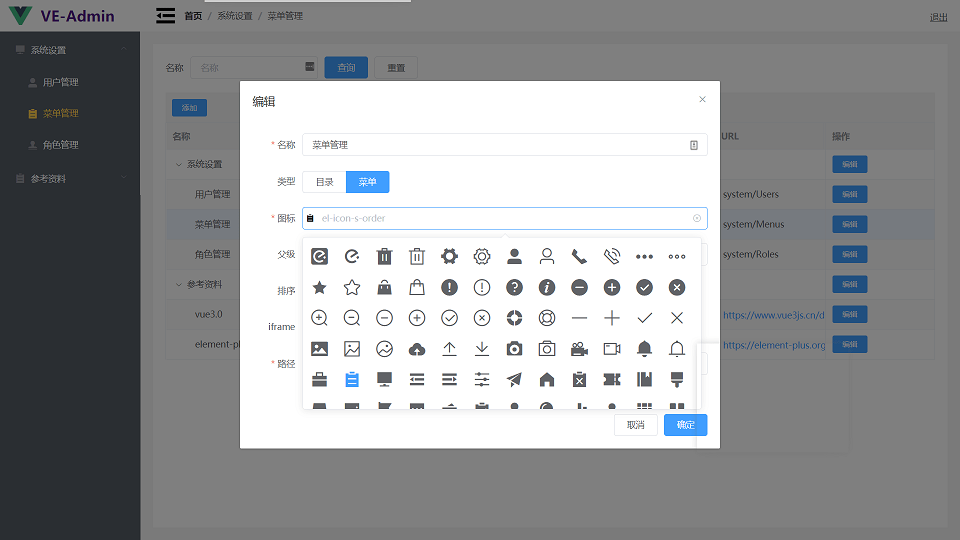 VE-Admin
首页 / 系统设置 / 菜单管理
退出
系统设置
用户管理
菜单管理
角色管理
参考资料
名称 名称 查询 重置
添加
名称 URL 操作
系统设置 编辑
用户管理 system/Users 编辑
菜单管理 system/Menus 编辑
角色管理 system/Roles 编辑
参考资料 编辑
vue3.0 https://www.vue3js.cn/d 编辑
element-pl https://element-plus.org 编辑
编辑
* 名称 菜单管理
类型 目录 菜单
* 图标 el-icon-s-order
父级
排序
iframe
* 路径
取消 确定